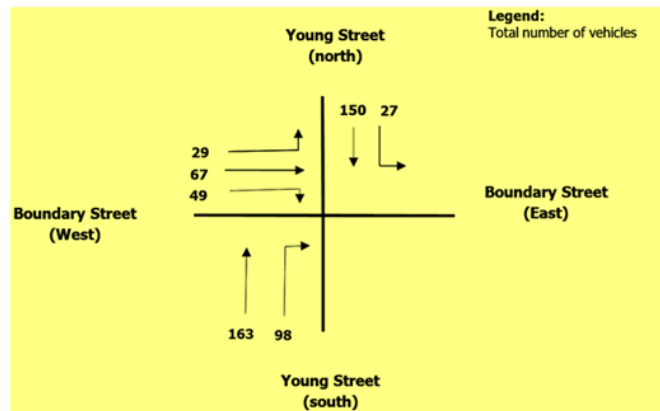 Legend:
Total number of vehicles
Young Street
(north)
150 27
29
67
49
Boundary Street
(West)
Boundary Street
(East)
163 98
Young Street
(south)